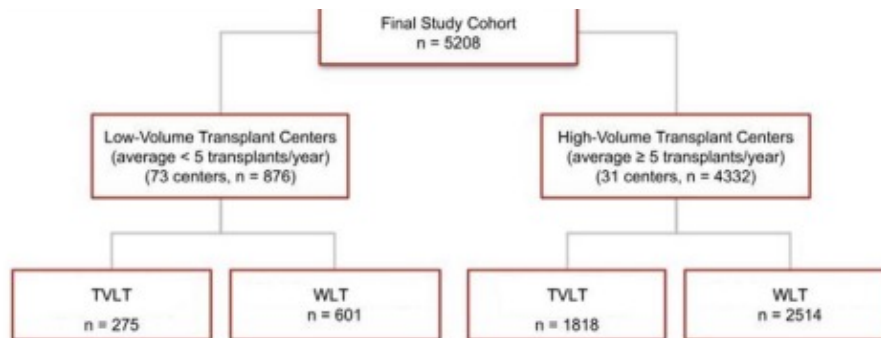 Final Study Cohort
n = 5208
Low-Volume Transplant Centers
(average < 5 transplants/year)
(73 centers, n = 876)
High-Volume Transplant Centers
(average ≥ 5 transplants/year)
(31 centers, n = 4332)
TVLT
n = 275
WLT
n = 601
TVLT
n = 1818
WLT
n = 2514